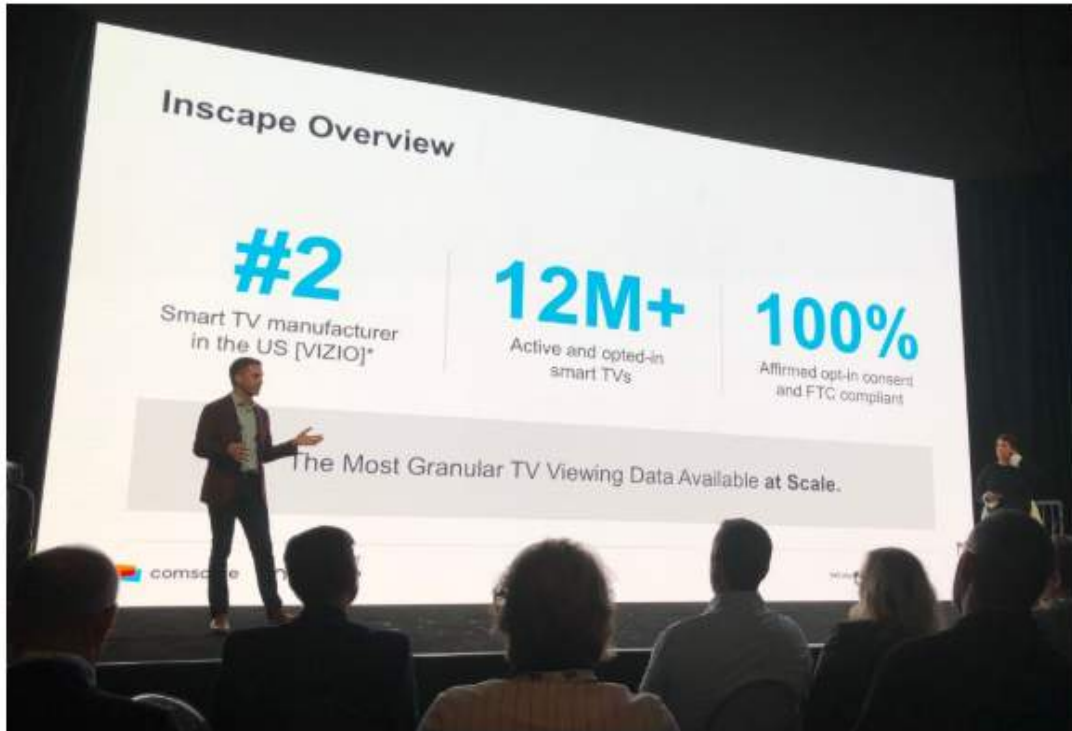 Inscape Overview
#2
Smart TV manufacturer
in the US [VIZIO]*
12M+
Active and opted-in
smart TVs
100%
Affirmed opt-in consent
and FTC compliant
The Most Granular TV Viewing Data Available at Scale.